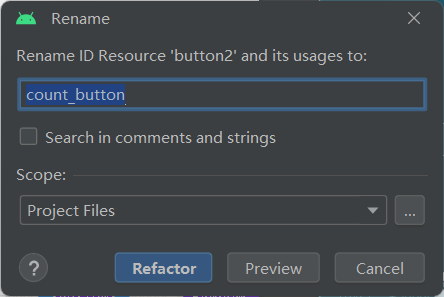 Rename
Rename ID Resource 'button2' and its usages to:
count_button
Search in comments and strings
Scope:
Project Files
...
? Refactor Preview Cancel